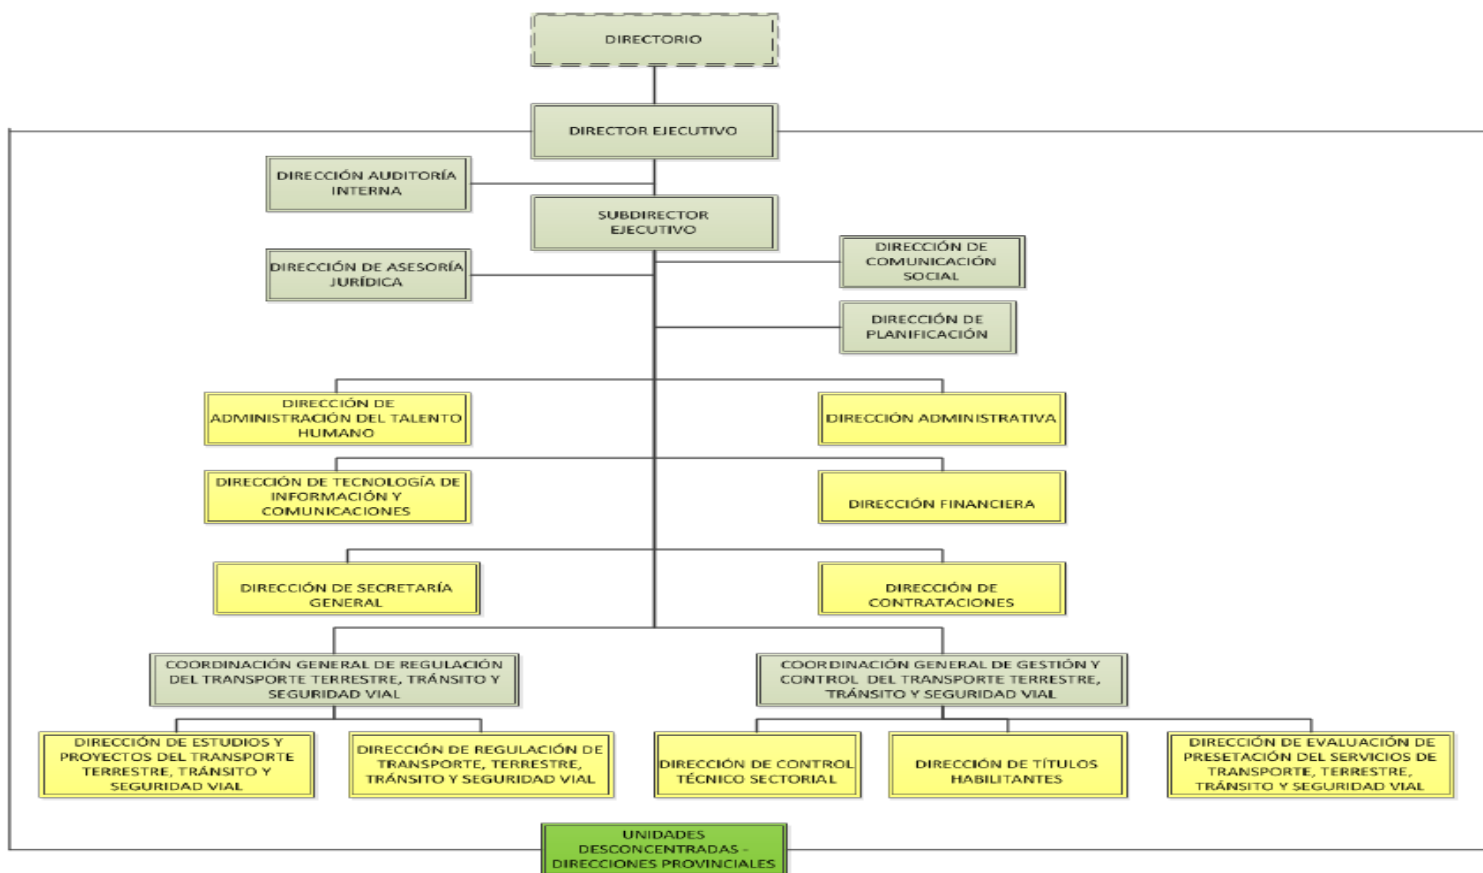 DIRECTORIO
DIRECTOR EJECUTIVO
DIRECCIÓN AUDITORÍA
INTERNA
SUBDIRECTOR
EJECUTIVO
DIRECCIÓN DE ASESORÍA
JURÍDICA
DIRECCIÓN DE
COMUNICACIÓN
SOCIAL
DIRECCIÓN DE
PLANIFICACIÓN
DIRECCIÓN DE
ADMINISTRACIÓN DEL TALENTO
HUMANO
DIRECCIÓN ADMINISTRATIVA
DIRECCIÓN DE TECNOLOGÍA DE
INFORMACIÓN Y
COMUNICACIONES
DIRECCIÓN FINANCIERA
DIRECCIÓN DE SECRETARÍA
GENERAL
DIRECCIÓN DE
CONTRATACIONES
COORDINACIÓN GENERAL DE REGULACIÓN
DEL TRANSPORTE TERRESTRE, TRÁNSITO Y
SEGURIDAD VIAL
COORDINACIÓN GENERAL DE GESTIÓN Y
CONTROL DEL TRANSPORTE TERRESTRE,
TRÁNSITO Y SEGURIDAD VIAL
DIRECCIÓN DE ESTUDIOS Y
PROYECTOS DEL TRANSPORTE
TERRESTRE, TRÁNSITO Y
SEGURIDAD VIAL
DIRECCIÓN DE REGULACIÓN DE
TRANSPORTE, TERRESTRE,
TRÁNSITO Y SEGURIDAD VIAL
DIRECCIÓN DE CONTROL
TÉCNICO SECTORIAL
DIRECCIÓN DE TÍTULOS
HABILITANTES
DIRECCIÓN DE EVALUACIÓN DE
PRESETACIÓN DEL SERVICIOS DE
TRANSPORTE, TERRESTRE,
TRÁNSITO Y SEGURIDAD VIAL
UNIDADES
DESCONCENTRADAS -
DIRECCIONES PROVINCIALES